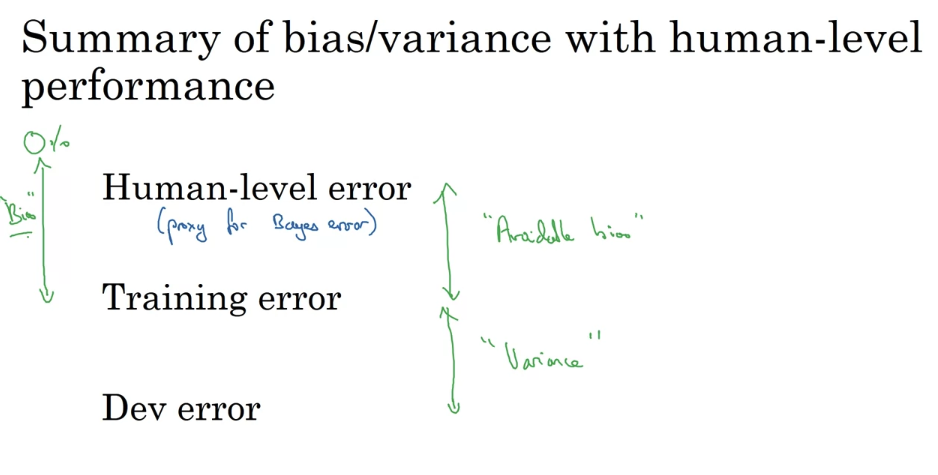 Summary of bias/variance with human-level
performance
0%
Human-level error
"Bias"
(proxy for Bayes error)
"Avoidable bias"
Training error
"Variance"
Dev error